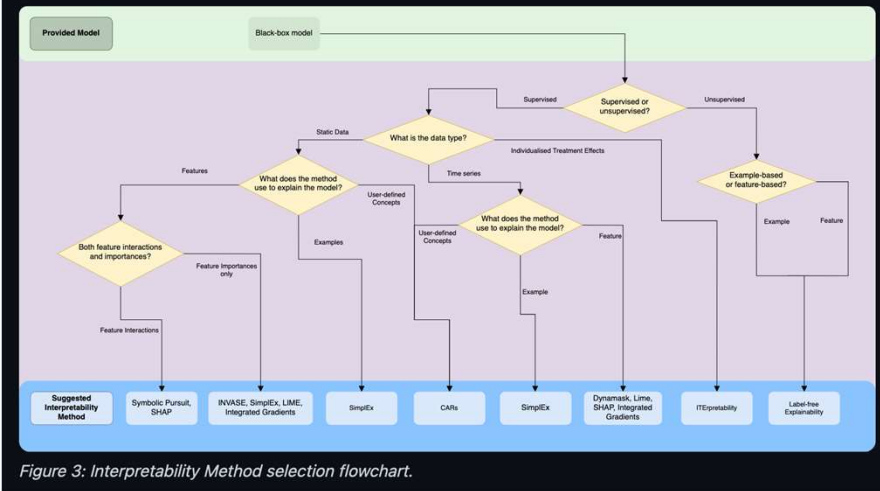 Provided Model
Black-box model
Supervised or
unsupervised?
Supervised
Unsupervised
What is the data type?
Static Data
Individualised Treatment Effects
Time series
Example-based
or feature-based?
Features
What does the method
use to explain the model?
User-defined
Concepts
What does the method
use to explain the model?
User-defined
Concepts
Feature
Example
Feature
Both feature interactions
and importances?
Feature Importances
only
Examples
Example
Feature Interactions
Suggested
Interpretability
Method
Symbolic Pursuit,
SHAP
INVASE, SimplEx, LIME,
Integrated Gradients
SimplEx
CARs
SimplEx
Dynamask, Lime,
SHAP, Integrated
Gradients
ITErpretability
Label-free
Explainability
Figure 3: Interpretability Method selection flowchart.